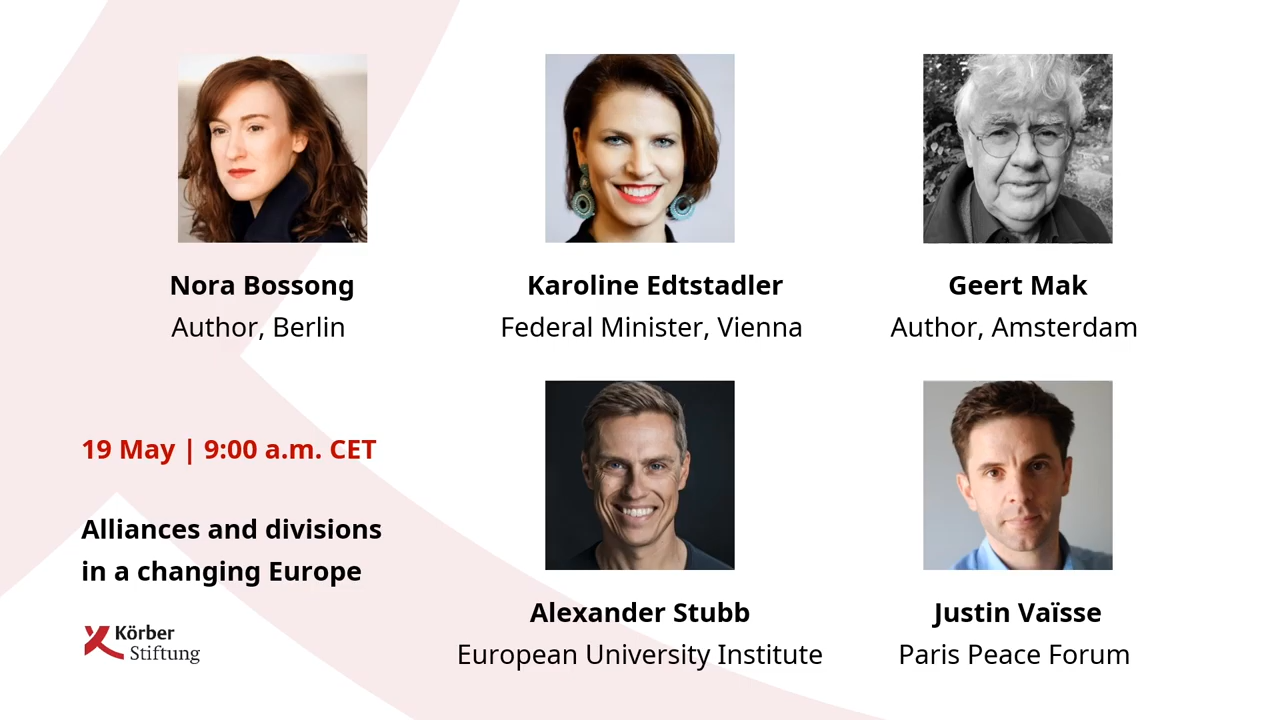 Nora Bossong
Author, Berlin
Karoline Edtstadler
Federal Minister, Vienna
Geert Mak
Author, Amsterdam
19 May | 9:00 a.m. CET
Alliances and divisions
in a changing Europe
Körber
Stiftung
Alexander Stubb
European University Institute
Justin Vaïsse
Paris Peace Forum